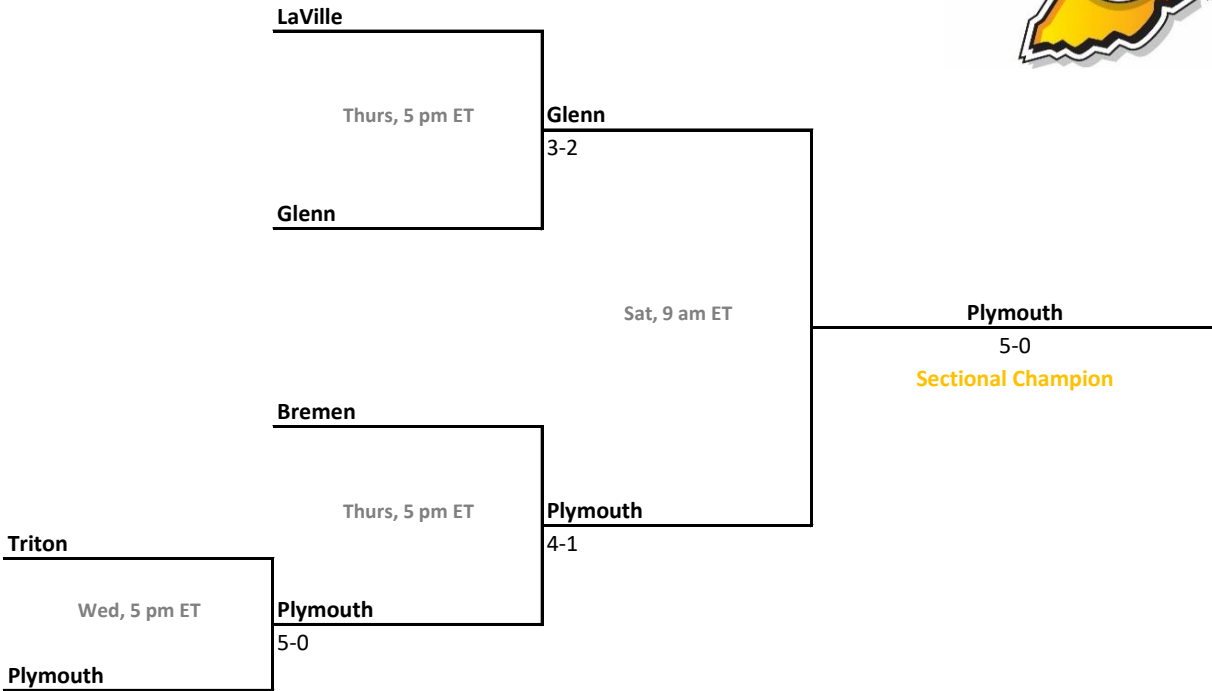 LaVille
Thurs, 5 pm ET
Glenn
3-2
Glenn
Sat, 9 am ET
Plymouth
5-0
Sectional Champion
Bremen
Thurs, 5 pm ET
Plymouth
4-1
Triton
Wed, 5 pm ET
Plymouth
5-0
Plymouth